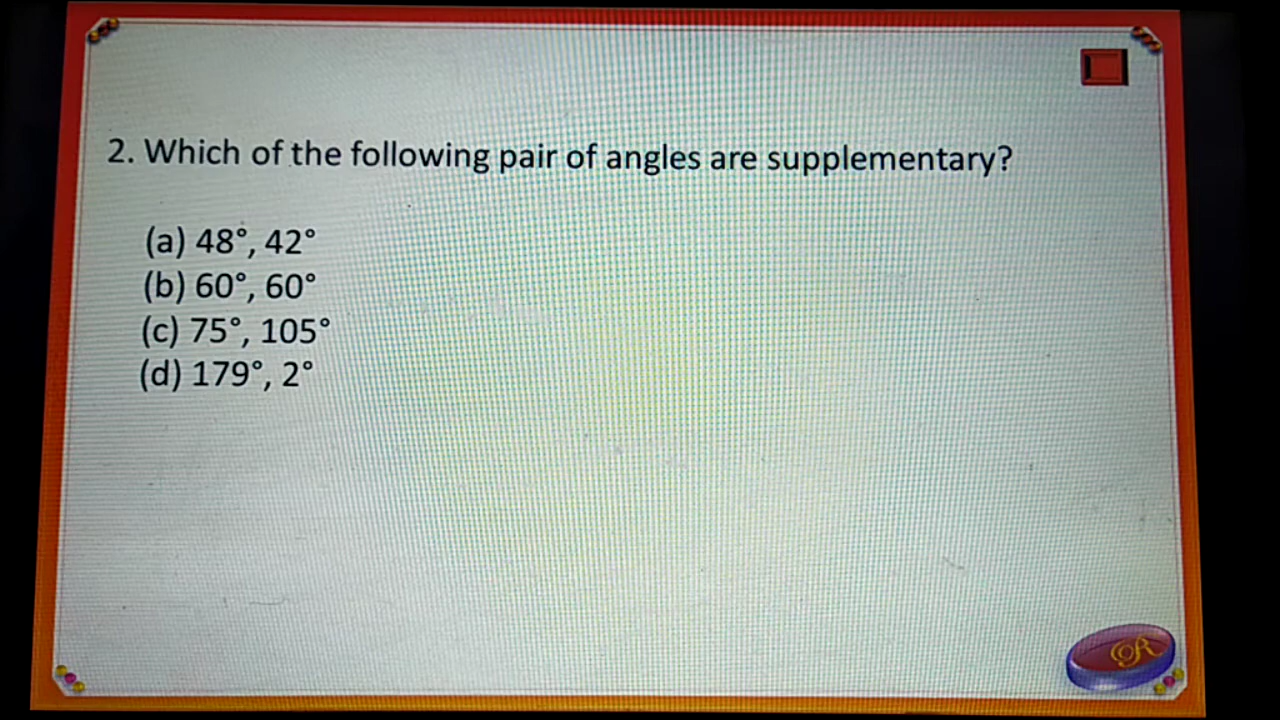 2. Which of the following pair of angles are supplementary?
(a) 48°, 42°
(b) 60°, 60°
(c) 75°, 105°
(d) 179°, 2°
R